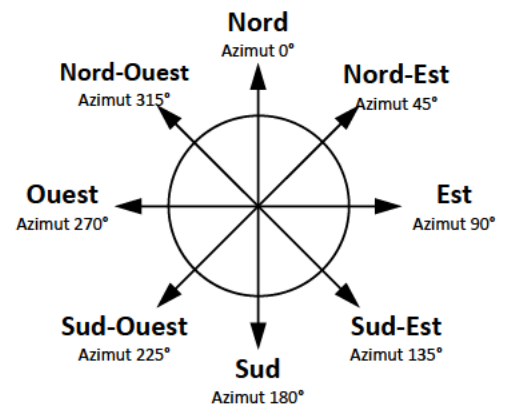 Nord
Azimut 0°
Nord-Ouest
Azimut 315°
Nord-Est
Azimut 45°
Ouest
Azimut 270°
Est
Azimut 90°
Sud-Ouest
Azimut 225°
Sud-Est
Azimut 135°
Sud
Azimut 180°